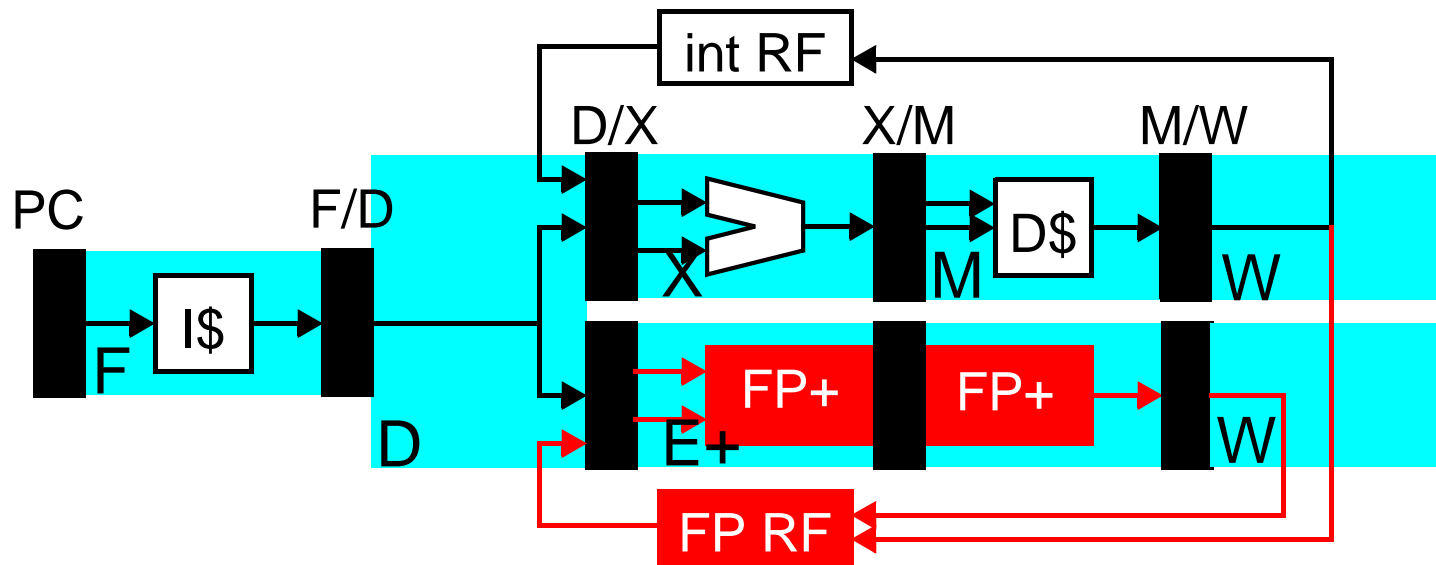 int RF
D/X
X/M
M/W
PC
F/D
I$
F
X
D$
M
W
D
FP+
FP+
E+
W
FP RF